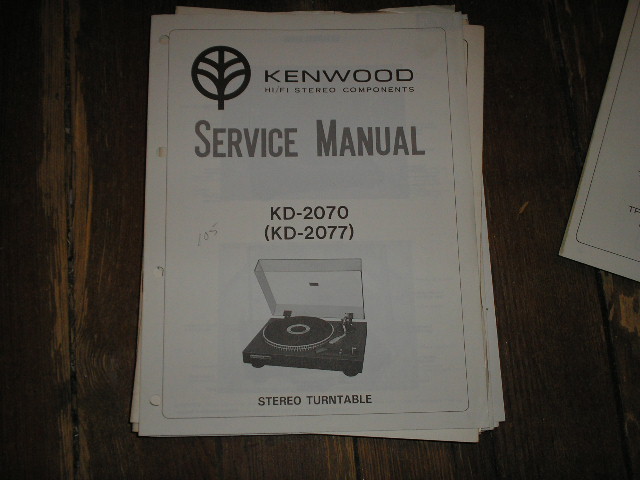 KENWOOD
HI/FI STEREO COMPONENTS
SERVICE MANUAL
KD-2070
(KD-2077)
105
STEREO TURNTABLE